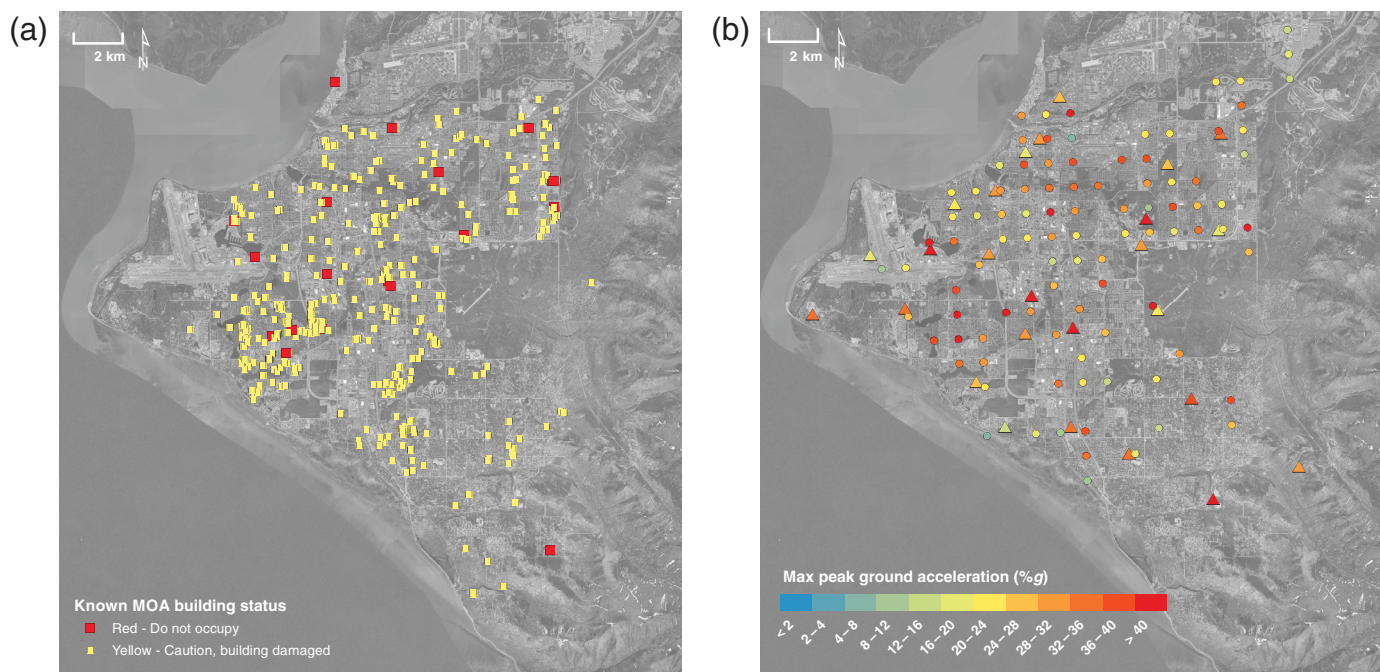 (a)
2 km
N
Known MOA building status
Red - Do not occupy
Yellow - Caution, building damaged
(b)
2 km
N
Max peak ground acceleration (%g)
< 2
2 – 4
4 – 8
8 – 12
12 – 16
16 – 20
20 – 24
24 – 28
28 – 32
32 – 36
36 – 40
> 40